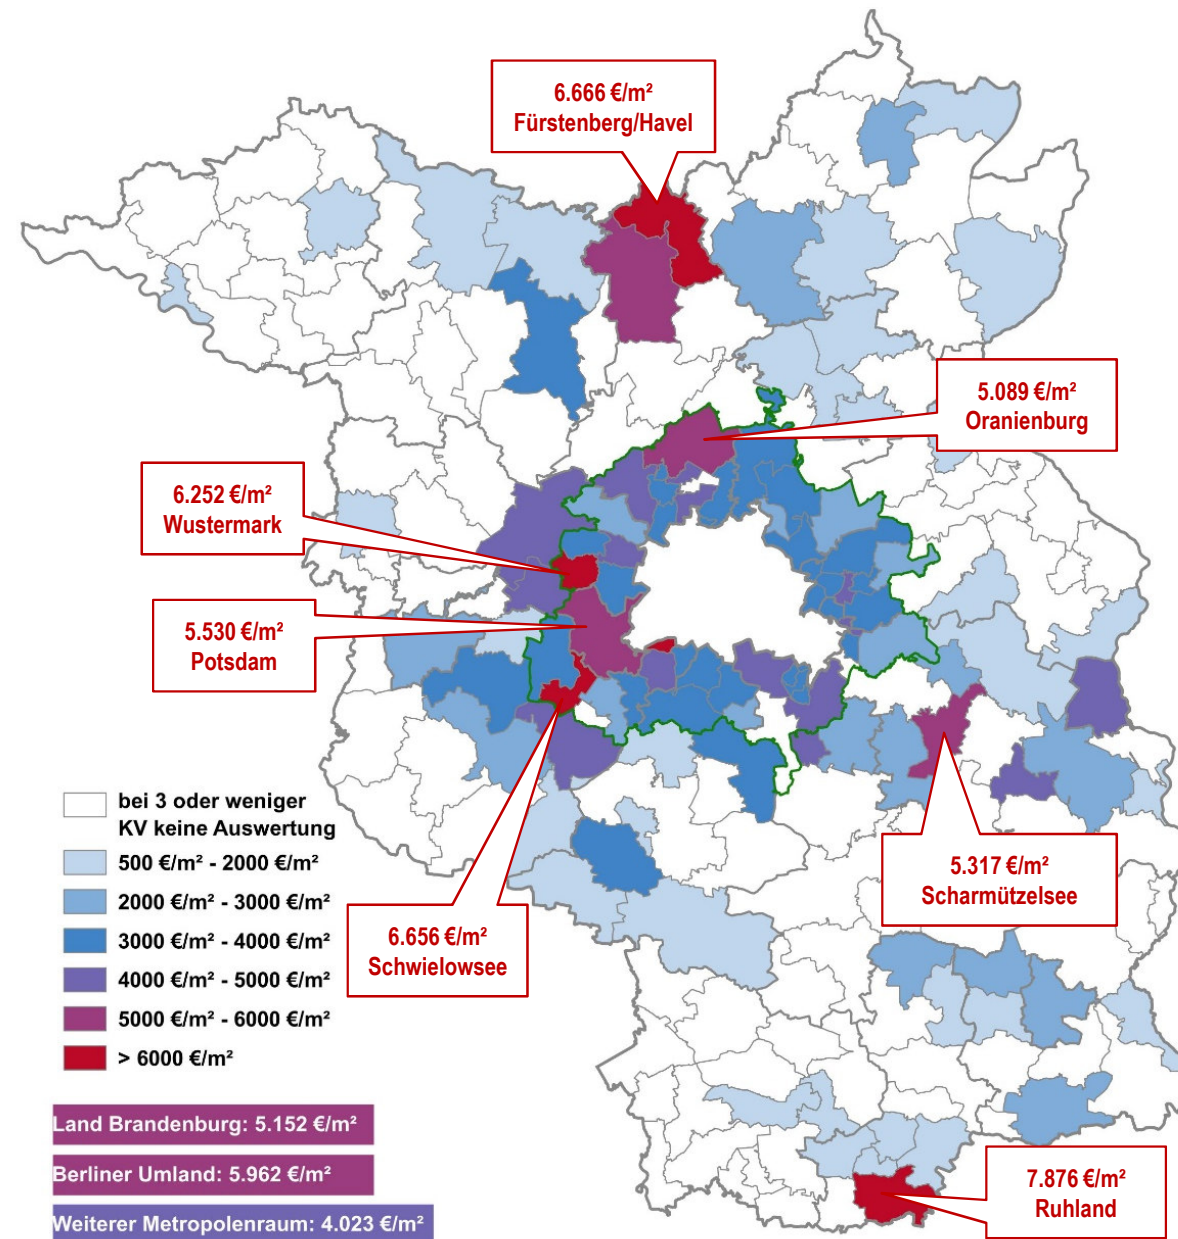 6.666 €/m²
Fürstenberg/Havel
5.089 €/m²
Oranienburg
6.252 €/m²
Wustermark
5.530 €/m²
Potsdam
5.317 €/m²
Scharmützelsee
6.656 €/m²
Schwielowsee
7.876 €/m²
Ruhland
bei 3 oder weniger
KV keine Auswertung
500 €/m² - 2000 €/m²
2000 €/m² - 3000 €/m²
3000 €/m² - 4000 €/m²
4000 €/m² - 5000 €/m²
5000 €/m² - 6000 €/m²
> 6000 €/m²
Land Brandenburg: 5.152 €/m²
Berliner Umland: 5.962 €/m²
Weiterer Metropolenraum: 4.023 €/m²